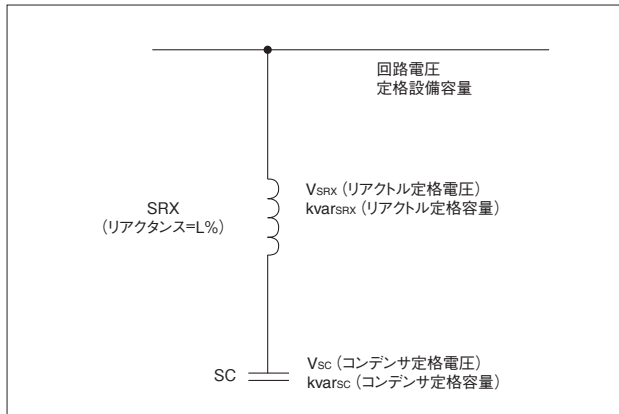 回路電圧
定格設備容量
SRX
(リアクタンス=L%)
VSRX (リアクトル定格電圧)
kvarSRX (リアクトル定格容量)
SC
VSC (コンデンサ定格電圧)
kvarSC (コンデンサ定格容量)